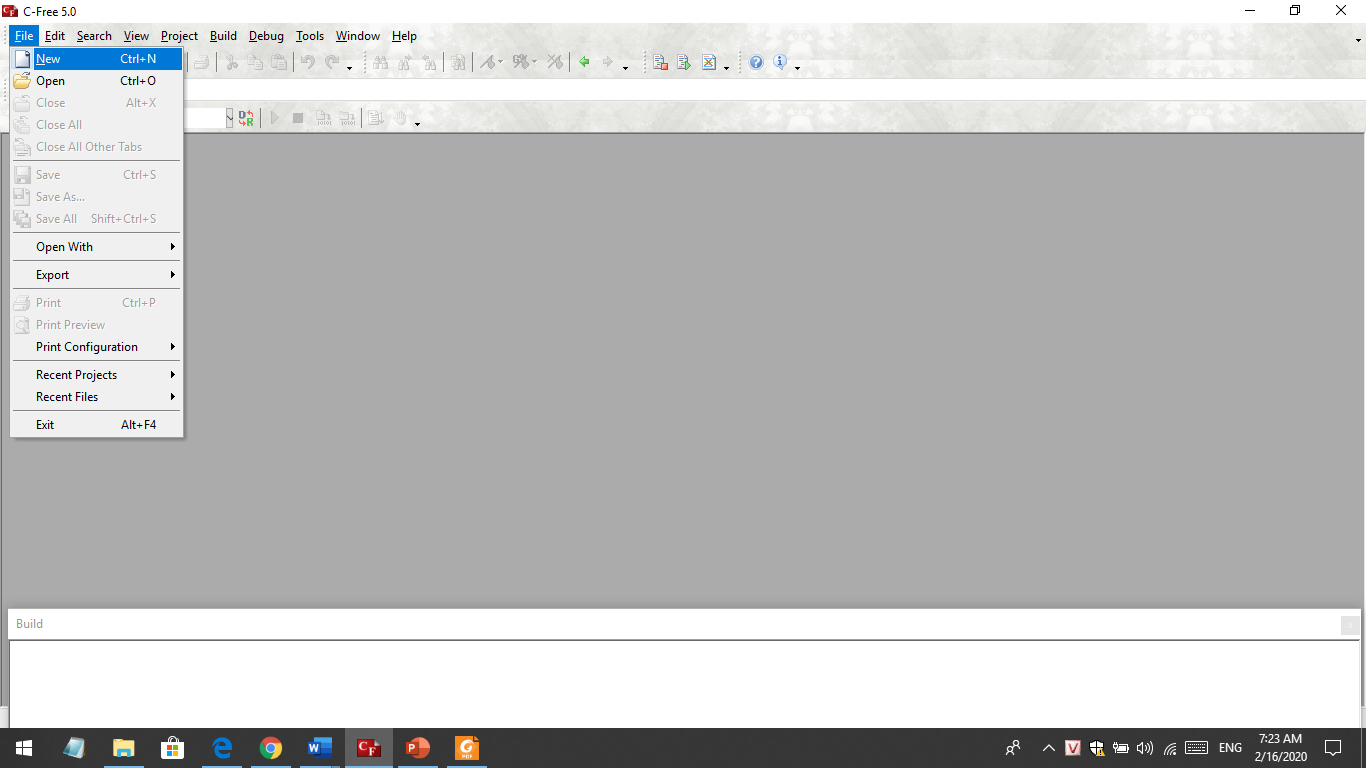 C-Free 5.0
File Edit Search View Project Build Debug Tools Window Help
New Ctrl+N
Open Ctrl+O
Close Alt+X
Close All
Close All Other Tabs
Save Ctrl+S
Save As...
Save All Shift+Ctrl+S
Open With
Export
Print Ctrl+P
Print Preview
Print Configuration
Recent Projects
Recent Files
Exit Alt+F4
Build
ENG
7:23 AM
2/16/2020